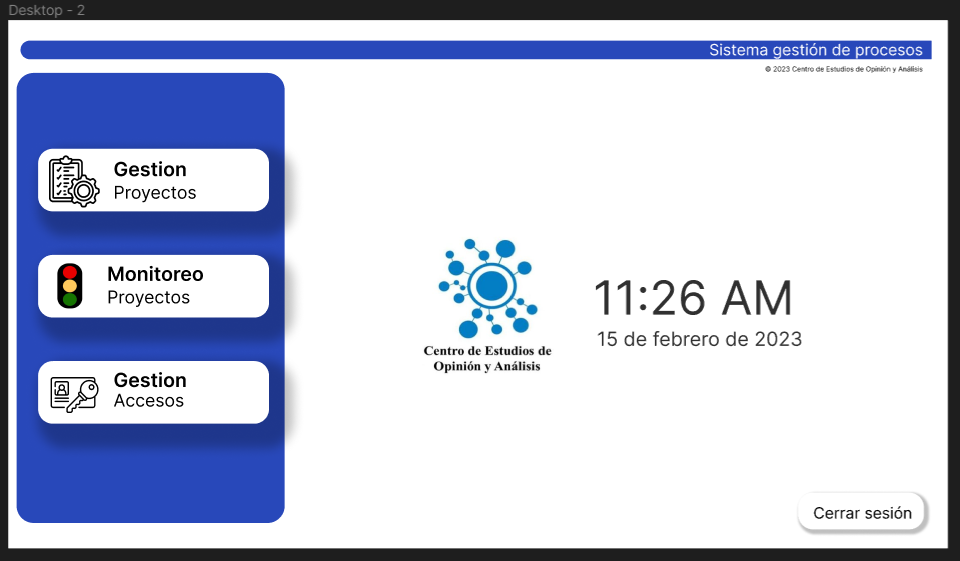 Desktop - 2
Sistema gestión de procesos
© 2023 Centro de Estudios de Opinión y Análisis
Gestion
Proyectos
Monitoreo
Proyectos
Gestion
Accesos
Centro de Estudios de
Opinión y Análisis
11:26 AM
15 de febrero de 2023
Cerrar sesión